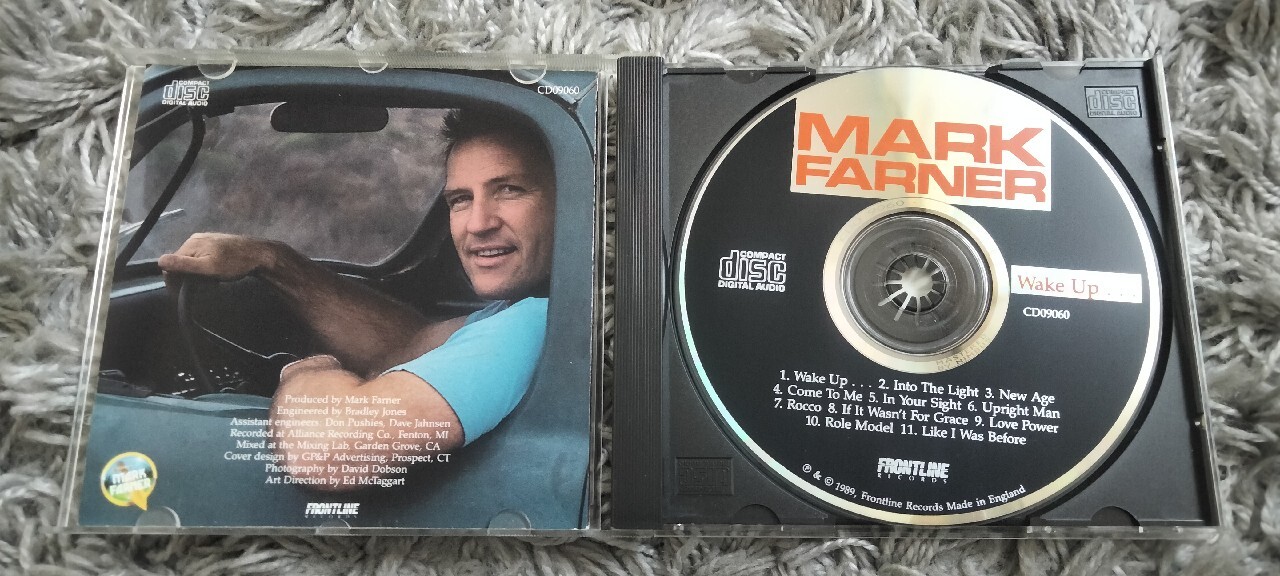 COMPACT
disc
DIGITAL AUDIO
CD09060
Produced by Mark Farner
Engineered by Bradley Jones
Assistant engineers: Don Pushies, Dave Jahnsen
Recorded at Alliance Recording Co., Fenton, MI
Mixed at the Mixing Lab, Garden Grove, CA
Cover design by GP&P Advertising, Prospect, CT
Photography by David Dobson
Art Direction by Ed McTaggart
FRONTLINE
RECORDS
MARK
FARNER
COMPACT
disc
DIGITAL AUDIO
MARK
FARNER
COMPACT
disc
DIGITAL AUDIO
Wake Up . . .
CD09060
1. Wake Up . . . 2. Into The Light 3. New Age
4. Come To Me 5. In Your Sight 6. Upright Man
7. Rocco 8. If It Wasn't For Grace 9. Love Power
10. Role Model 11. Like I Was Before
FRONTLINE
RECORDS
℗ & © 1989, Frontline Records Made in England